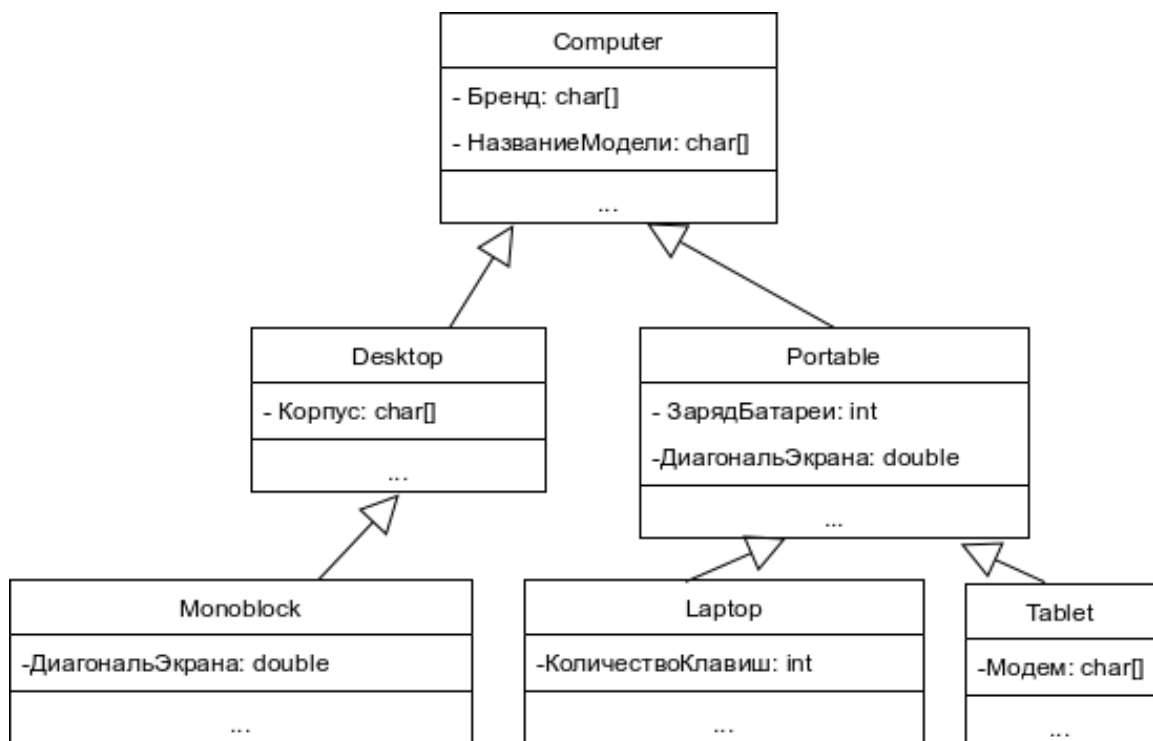 Computer
- Бренд: char[]
- НазваниеМодели: char[]
...
Desktop
- Корпус: char[]
...
Portable
- ЗарядБатареи: int
-ДиагональЭкрана: double
...
Monoblock
-ДиагональЭкрана: double
...
Laptop
-КоличествоКлавиш: int
...
Tablet
-Модем: char[]
...